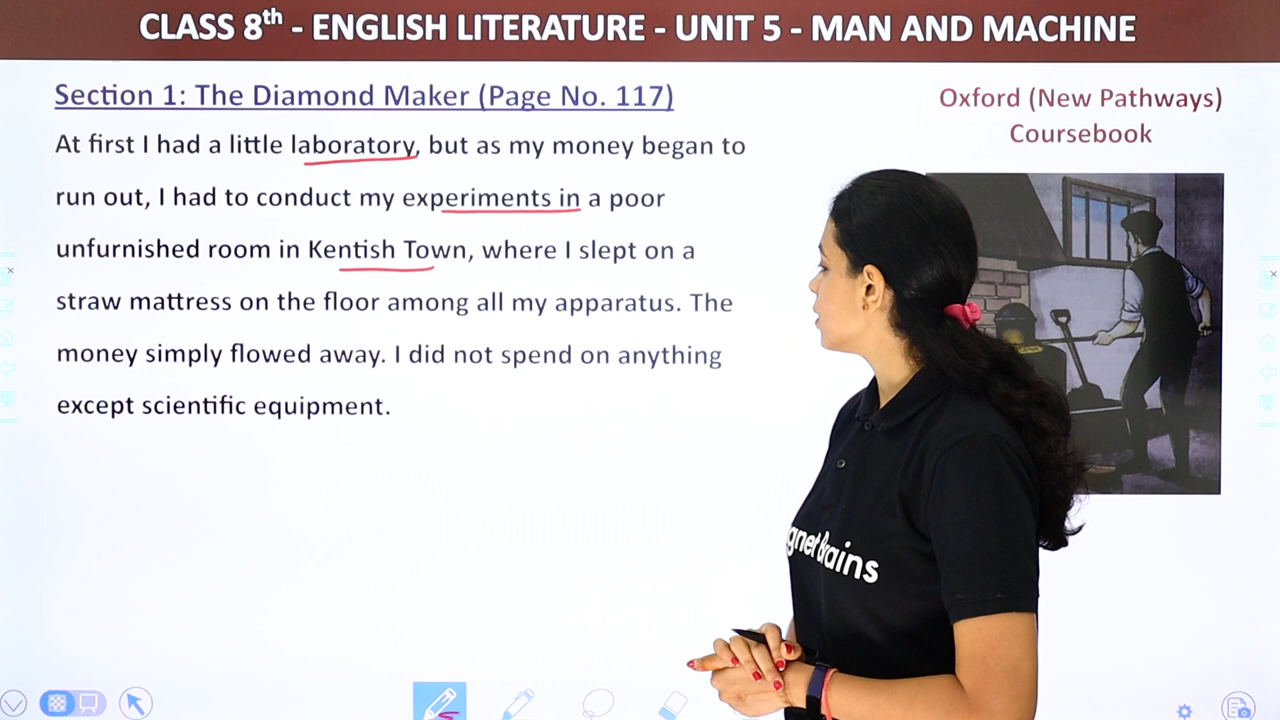 CLASS 8th - ENGLISH LITERATURE - UNIT 5 - MAN AND MACHINE
Section 1: The Diamond Maker (Page No. 117)
At first I had a little laboratory, but as my money began to
run out, I had to conduct my experiments in a poor
unfurnished room in Kentish Town, where I slept on a
straw mattress on the floor among all my apparatus. The
money simply flowed away. I did not spend on anything
except scientific equipment.
Oxford (New Pathways)
Coursebook
gnet Brains